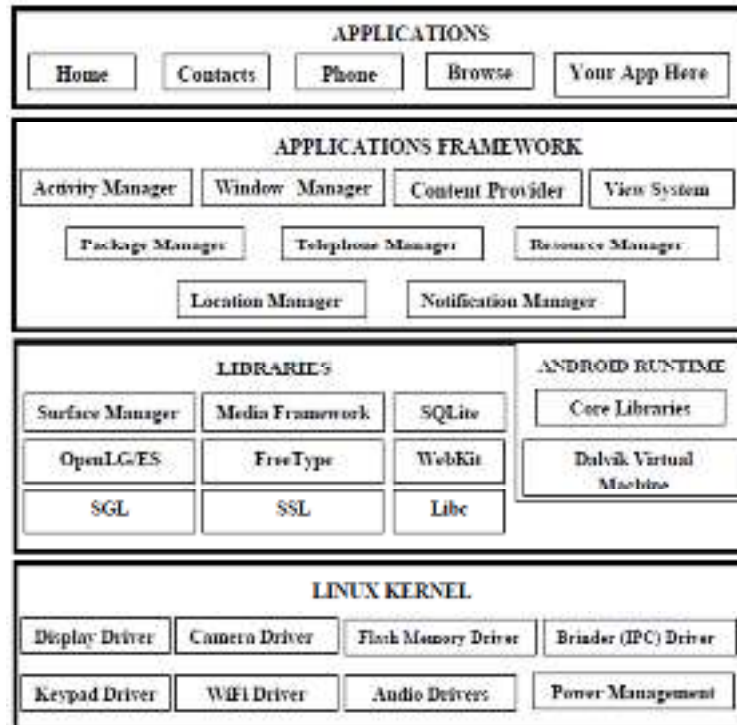 APPLICATIONS
Home Contacts Phone Browse Your App Here
APPLICATIONS FRAMEWORK
Activity Manager Window Manager Content Provider View System
Package Manager Telephone Manager Resource Manager
Location Manager Notification Manager
LIBRARIES
Surface Manager Media Framework SQLite
OpenLG/ES FreeType WebKit
SGL SSL Libc
ANDROID RUNTIME
Core Libraries
Dalvik Virtual
Machine
LINUX KERNEL
Display Driver Camera Driver Flash Memory Driver Brinder (IPC) Driver
Keypad Driver WiFi Driver Audio Drivers Power Management